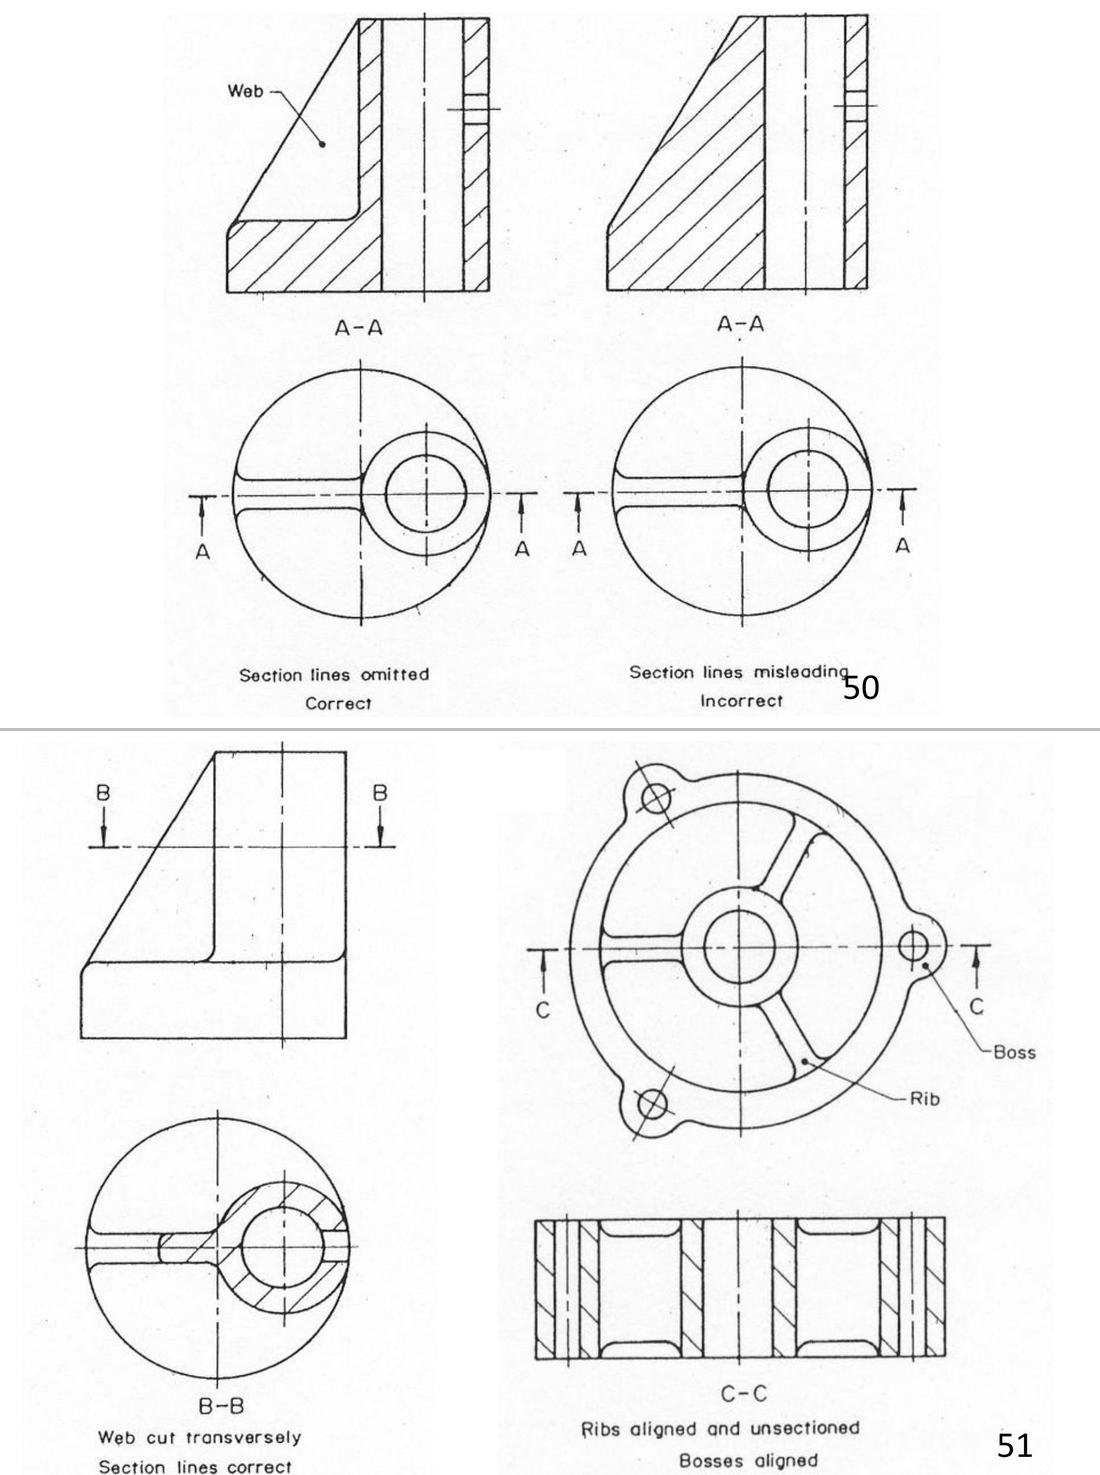 Web
A-A
A-A
A
A
A
A
Section lines omitted
Correct
Section lines misleading
Incorrect
50
B
B
C
C
Boss
Rib
B-B
Web cut transversely
Section lines correct
C-C
Ribs aligned and unsectioned
Bosses aligned
51